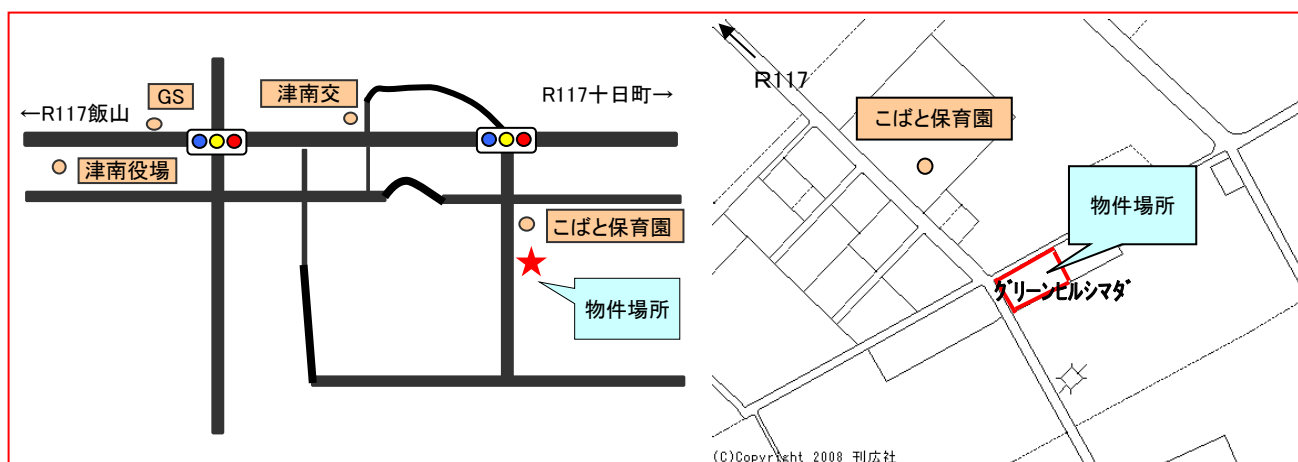 GS
津南交
R117十日町→
←R117飯山
津南役場
こばと保育園
物件場所
R117
こばと保育園
物件場所
グリーンヒルシマダ
(C)Copyright 2008 刊広社